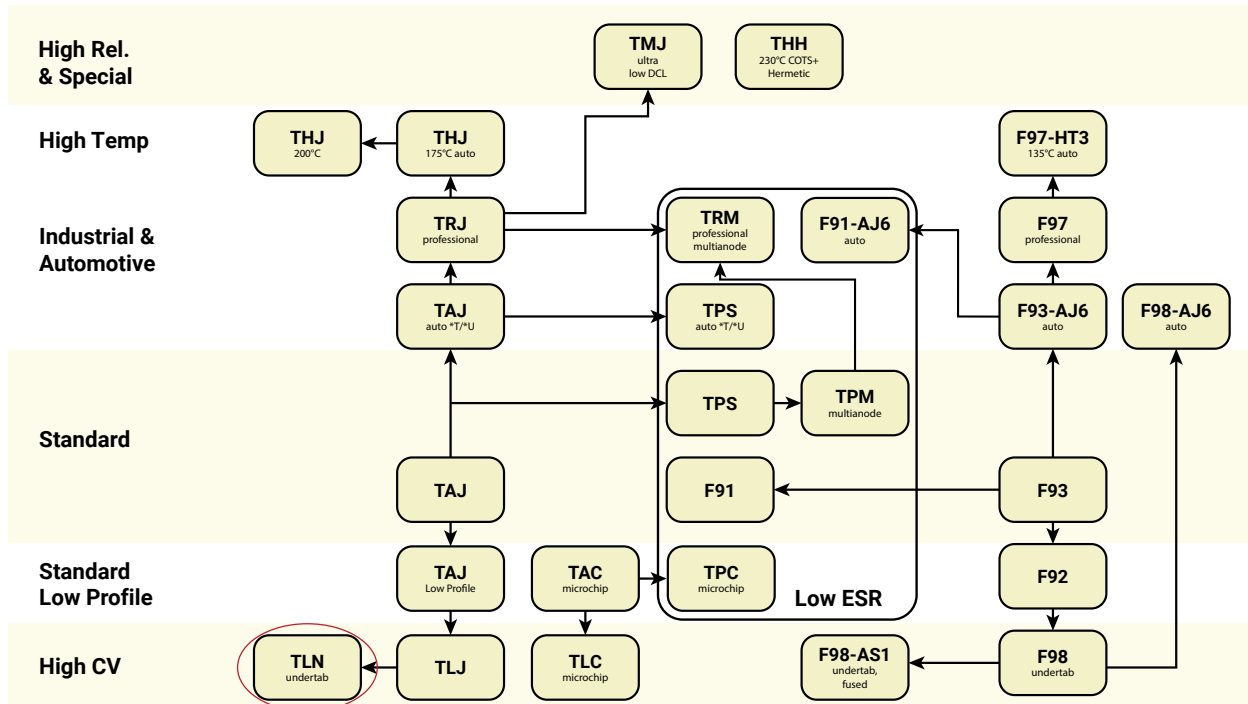 High Rel.
& Special
TMJ
ultra
low DCL
THH
230°C COTS+
Hermetic
High Temp
THJ
200°C
THJ
175°C auto
F97-HT3
135°C auto
Industrial &
Automotive
TRJ
professional
TRM
professional
multianode
F91-AJ6
auto
F97
professional
TAJ
auto *T/*U
TPS
auto *T/*U
F93-AJ6
auto
F98-AJ6
auto
Standard
TPS
TPM
multianode
TAJ
F91
F93
Standard
Low Profile
TAJ
Low Profile
TAC
microchip
TPC
microchip
Low ESR
F92
High CV
TLN
undertab
TLJ
TLC
microchip
F98-AS1
undertab,
fused
F98
undertab